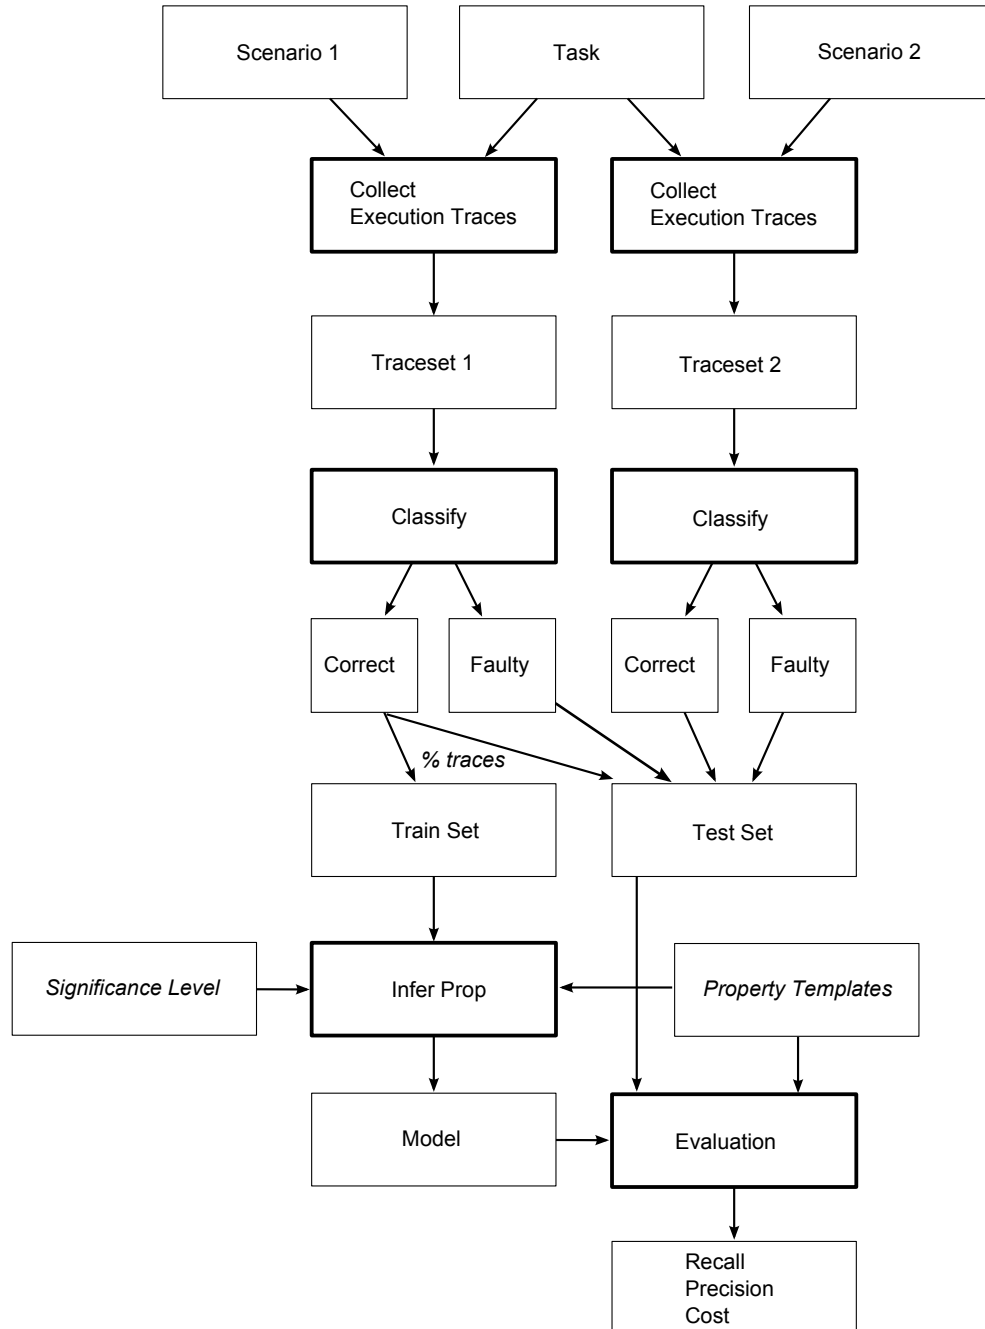 Scenario 1
Task
Scenario 2
Collect
Execution Traces
Collect
Execution Traces
Traceset 1
Traceset 2
Classify
Classify
Correct
Faulty
Correct
Faulty
% traces
Train Set
Test Set
Significance Level
Infer Prop
Property Templates
Model
Evaluation
Recall
Precision
Cost